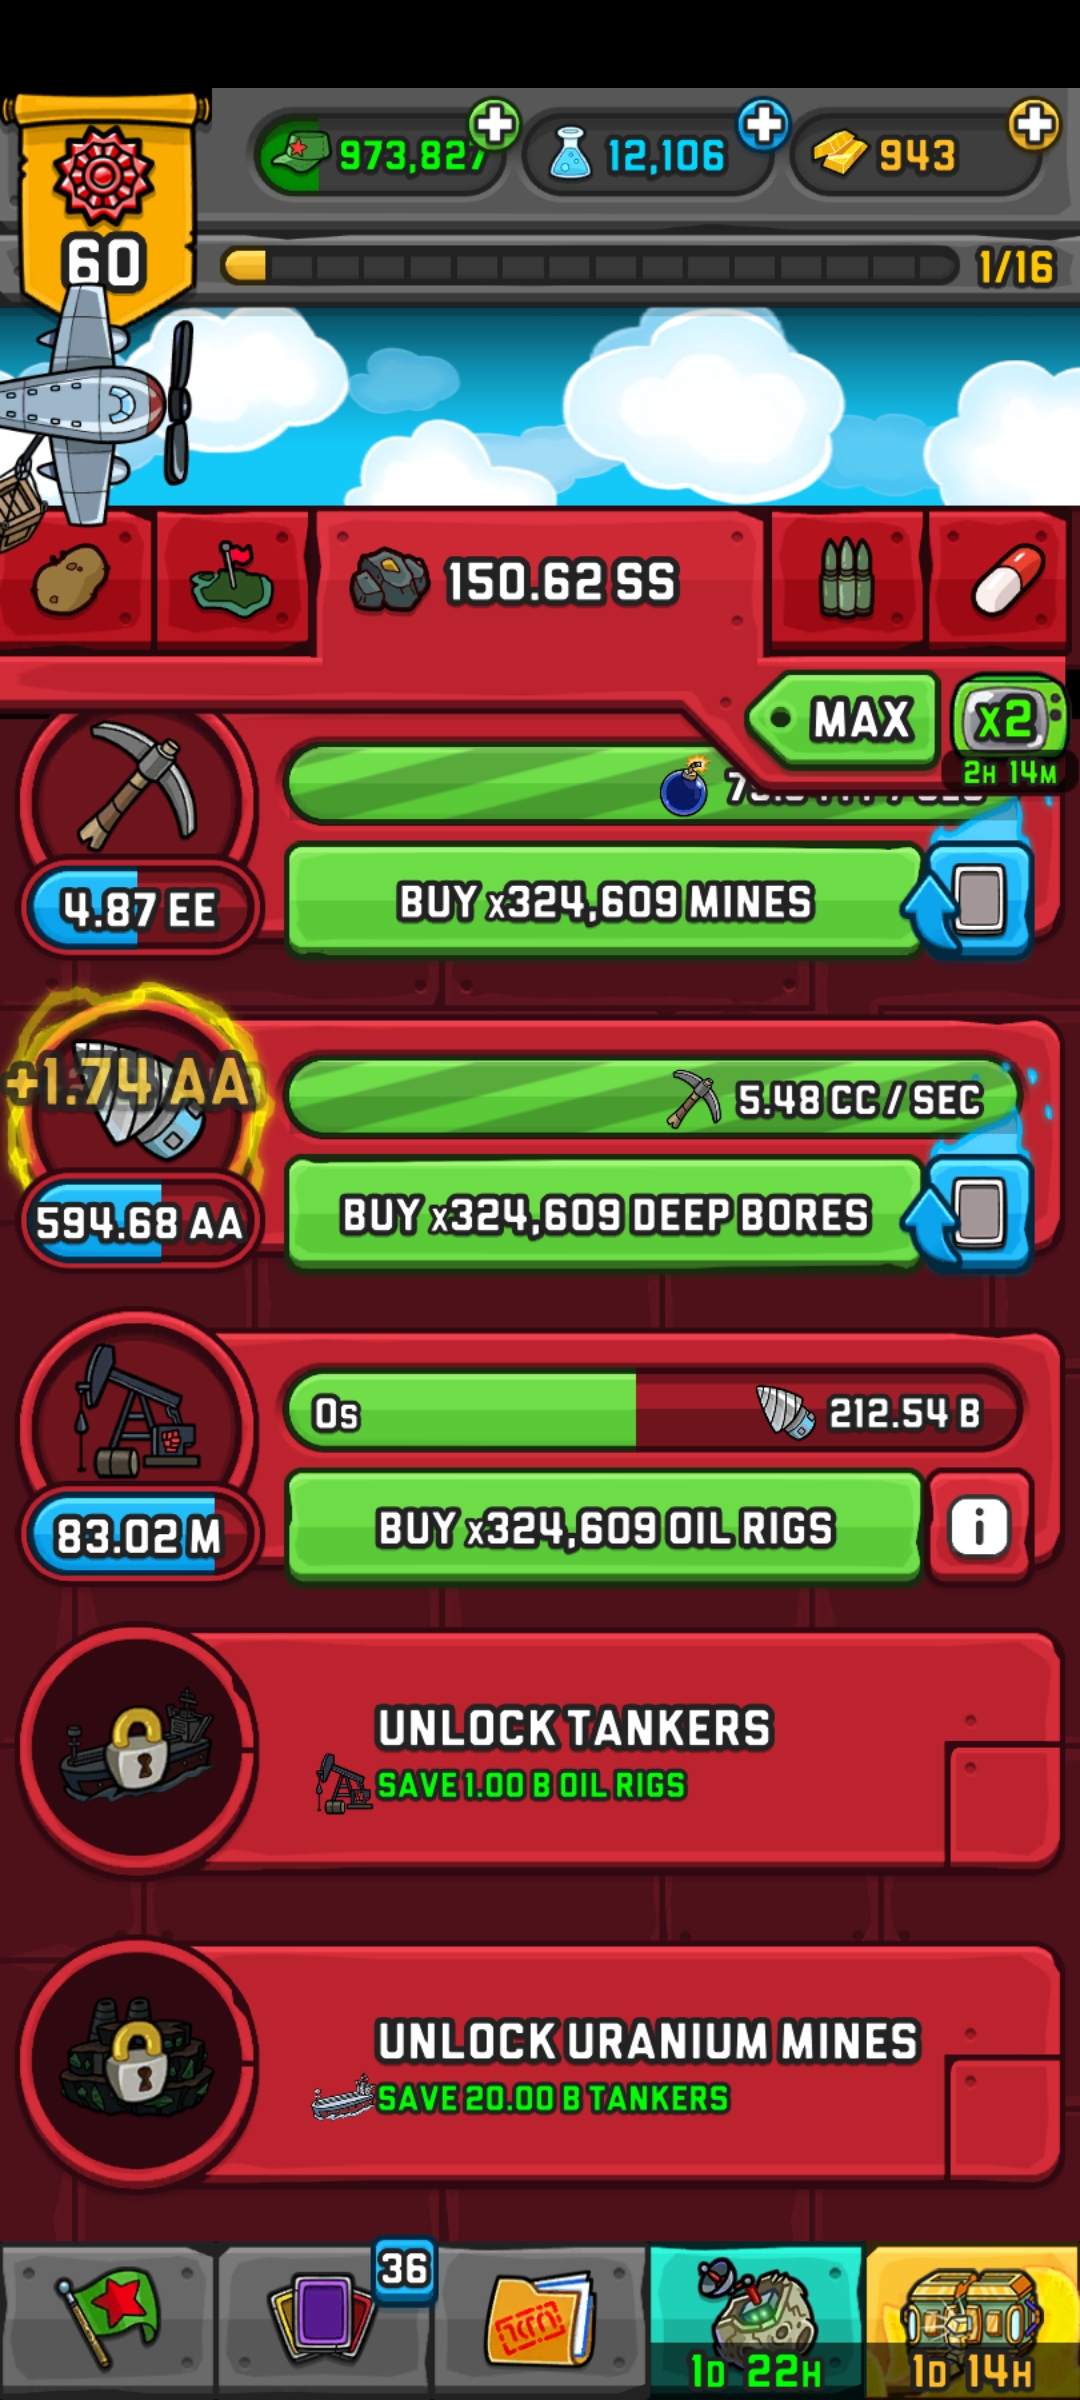 973,827
12,106
943
60
1/16
150.62 SS
MAX
x2
2H 14M
4.87 EE
BUY x324,609 MINES
+1.74 AA
5.48 CC / SEC
594.68 AA
BUY x324,609 DEEP BORES
0s
212.54 B
83.02 M
BUY x324,609 OIL RIGS
i
UNLOCK TANKERS
SAVE 1.00 B OIL RIGS
UNLOCK URANIUM MINES
SAVE 20.00 B TANKERS
36
1D 22H
1D 14H